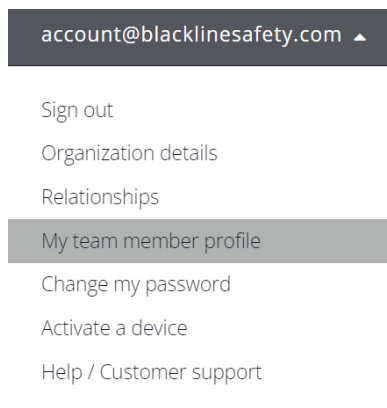 account@blacklinesafety.com
Sign out
Organization details
Relationships
My team member profile
Change my password
Activate a device
Help / Customer support